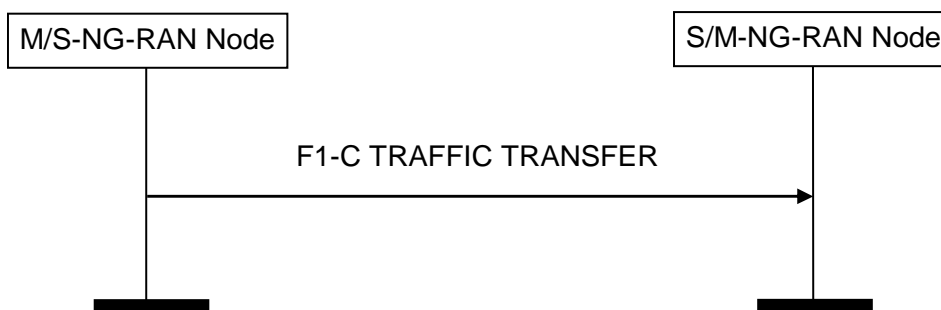 M/S-NG-RAN Node
S/M-NG-RAN Node
F1-C TRAFFIC TRANSFER